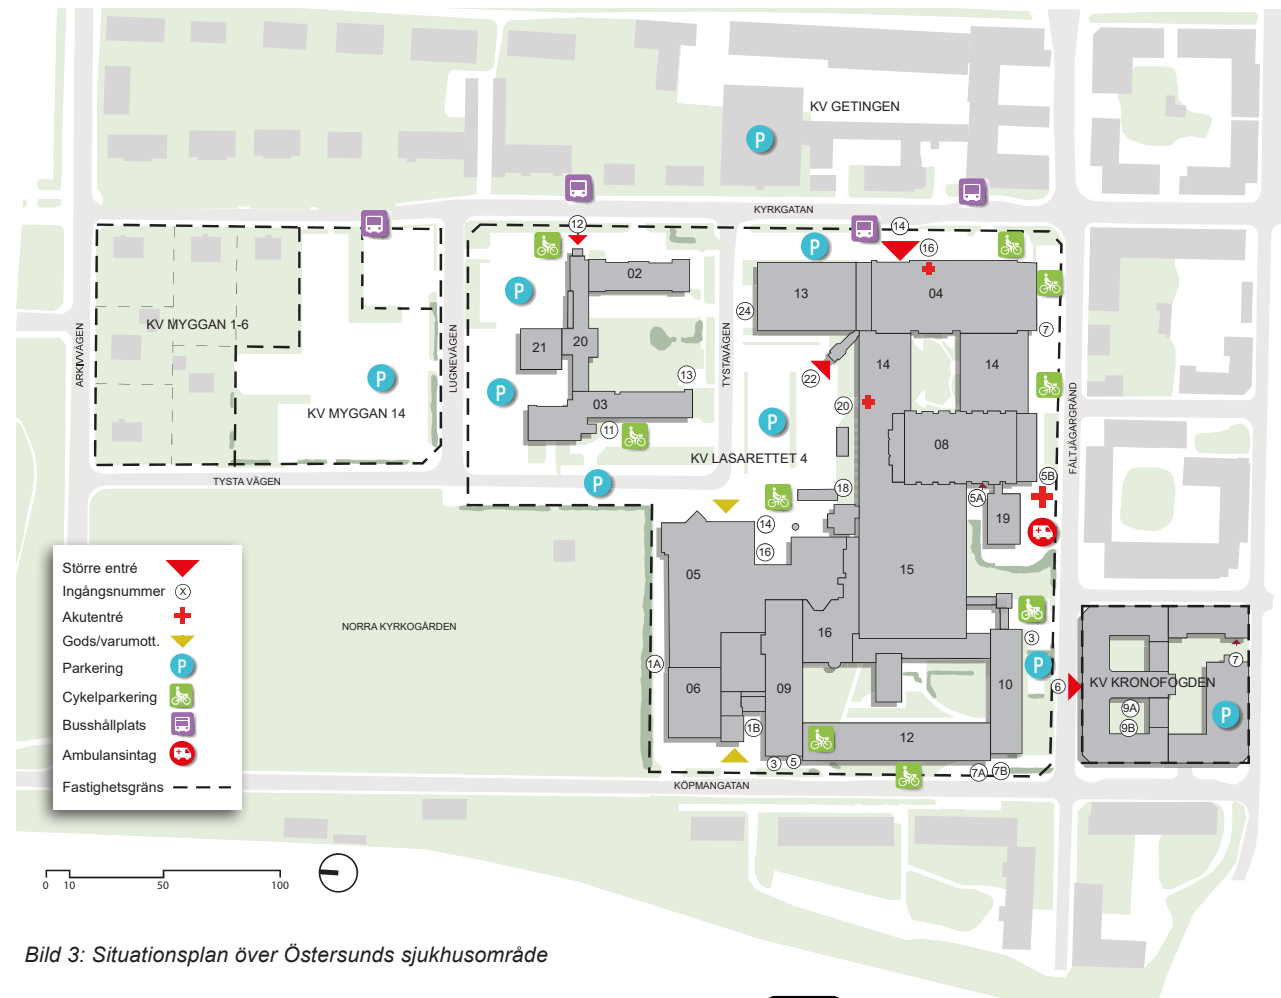 KV GETINGEN
P
KYRKGATAN
12
14
16
P
02
13
04
P
24
7
KV MYGGAN 1-6
ARKIVVÄGEN
LUGNEVÄGEN
TYSTAVÄGEN
21
20
14
14
22
13
P
P
03
20
FÄLTJÄGARGRÄND
KV MYGGAN 14
11
P
08
KV LASARETTET 4
TYSTA VÄGEN
P
18
5B
5A
19
14
16
05
15
Större entré
Ingångsnummer X
Akutentré
Gods/varumott.
Parkering P
Cykelparkering
Busshållplats
Ambulansintag
Fastighetsgräns
NORRA KYRKOGÅRDEN
16
3
1A
P
7
06
09
10
6
KV KRONOFOGDEN
9A
9B
P
1B
12
3
5
7A
7B
KÖPMANGATAN
0 10 50 100
Bild 3: Situationsplan över Östersunds sjukhusområde